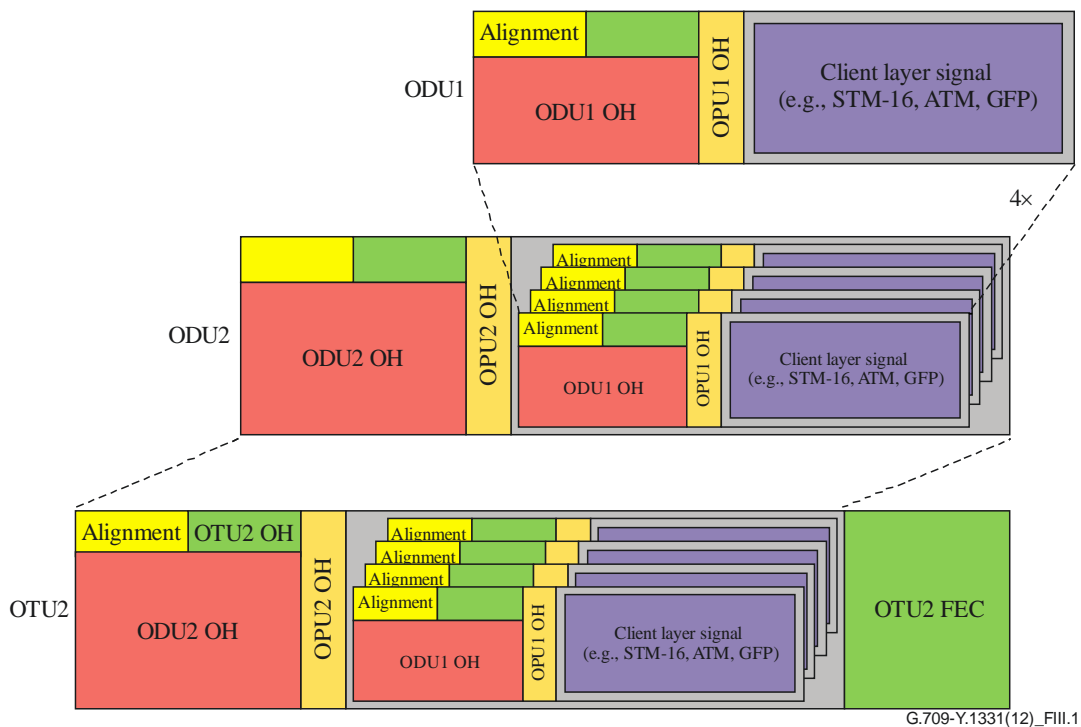 Alignment
ODU1
ODU1 OH
OPU1 OH
Client layer signal
(e.g., STM-16, ATM, GFP)
4×
ODU2
ODU2 OH
OPU2 OH
Alignment
Alignment
Alignment
Alignment
ODU1 OH
OPU1 OH
Client layer signal
(e.g., STM-16, ATM, GFP)
OTU2
Alignment
OTU2 OH
ODU2 OH
OPU2 OH
Alignment
Alignment
Alignment
Alignment
ODU1 OH
OPU1 OH
Client layer signal
(e.g., STM-16, ATM, GFP)
OTU2 FEC
G.709-Y.1331(12)_FIII.1